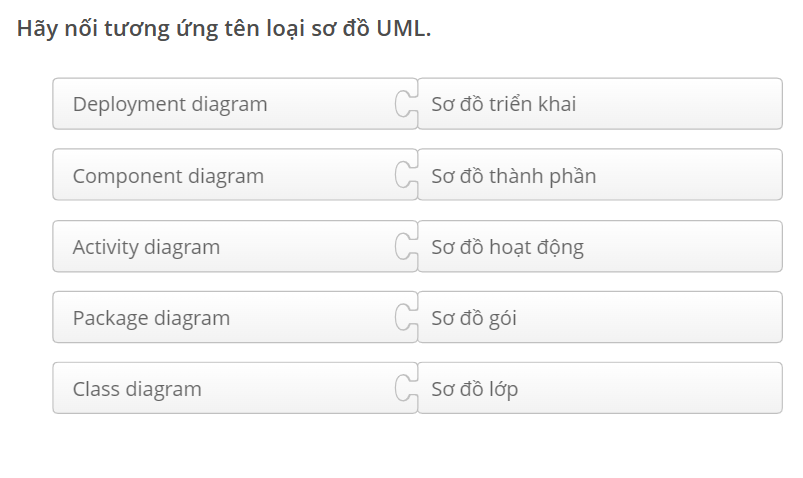 Hãy nối tương ứng tên loại sơ đồ UML.
Deployment diagram Sơ đồ triển khai
Component diagram Sơ đồ thành phần
Activity diagram Sơ đồ hoạt động
Package diagram Sơ đồ gói
Class diagram Sơ đồ lớp